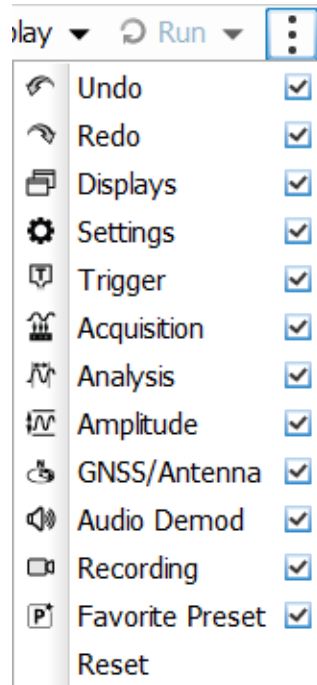 play Run
Undo
Redo
Displays
Settings
Trigger
Acquisition
Analysis
Amplitude
GNSS/Antenna
Audio Demod
Recording
Favorite Preset
Reset